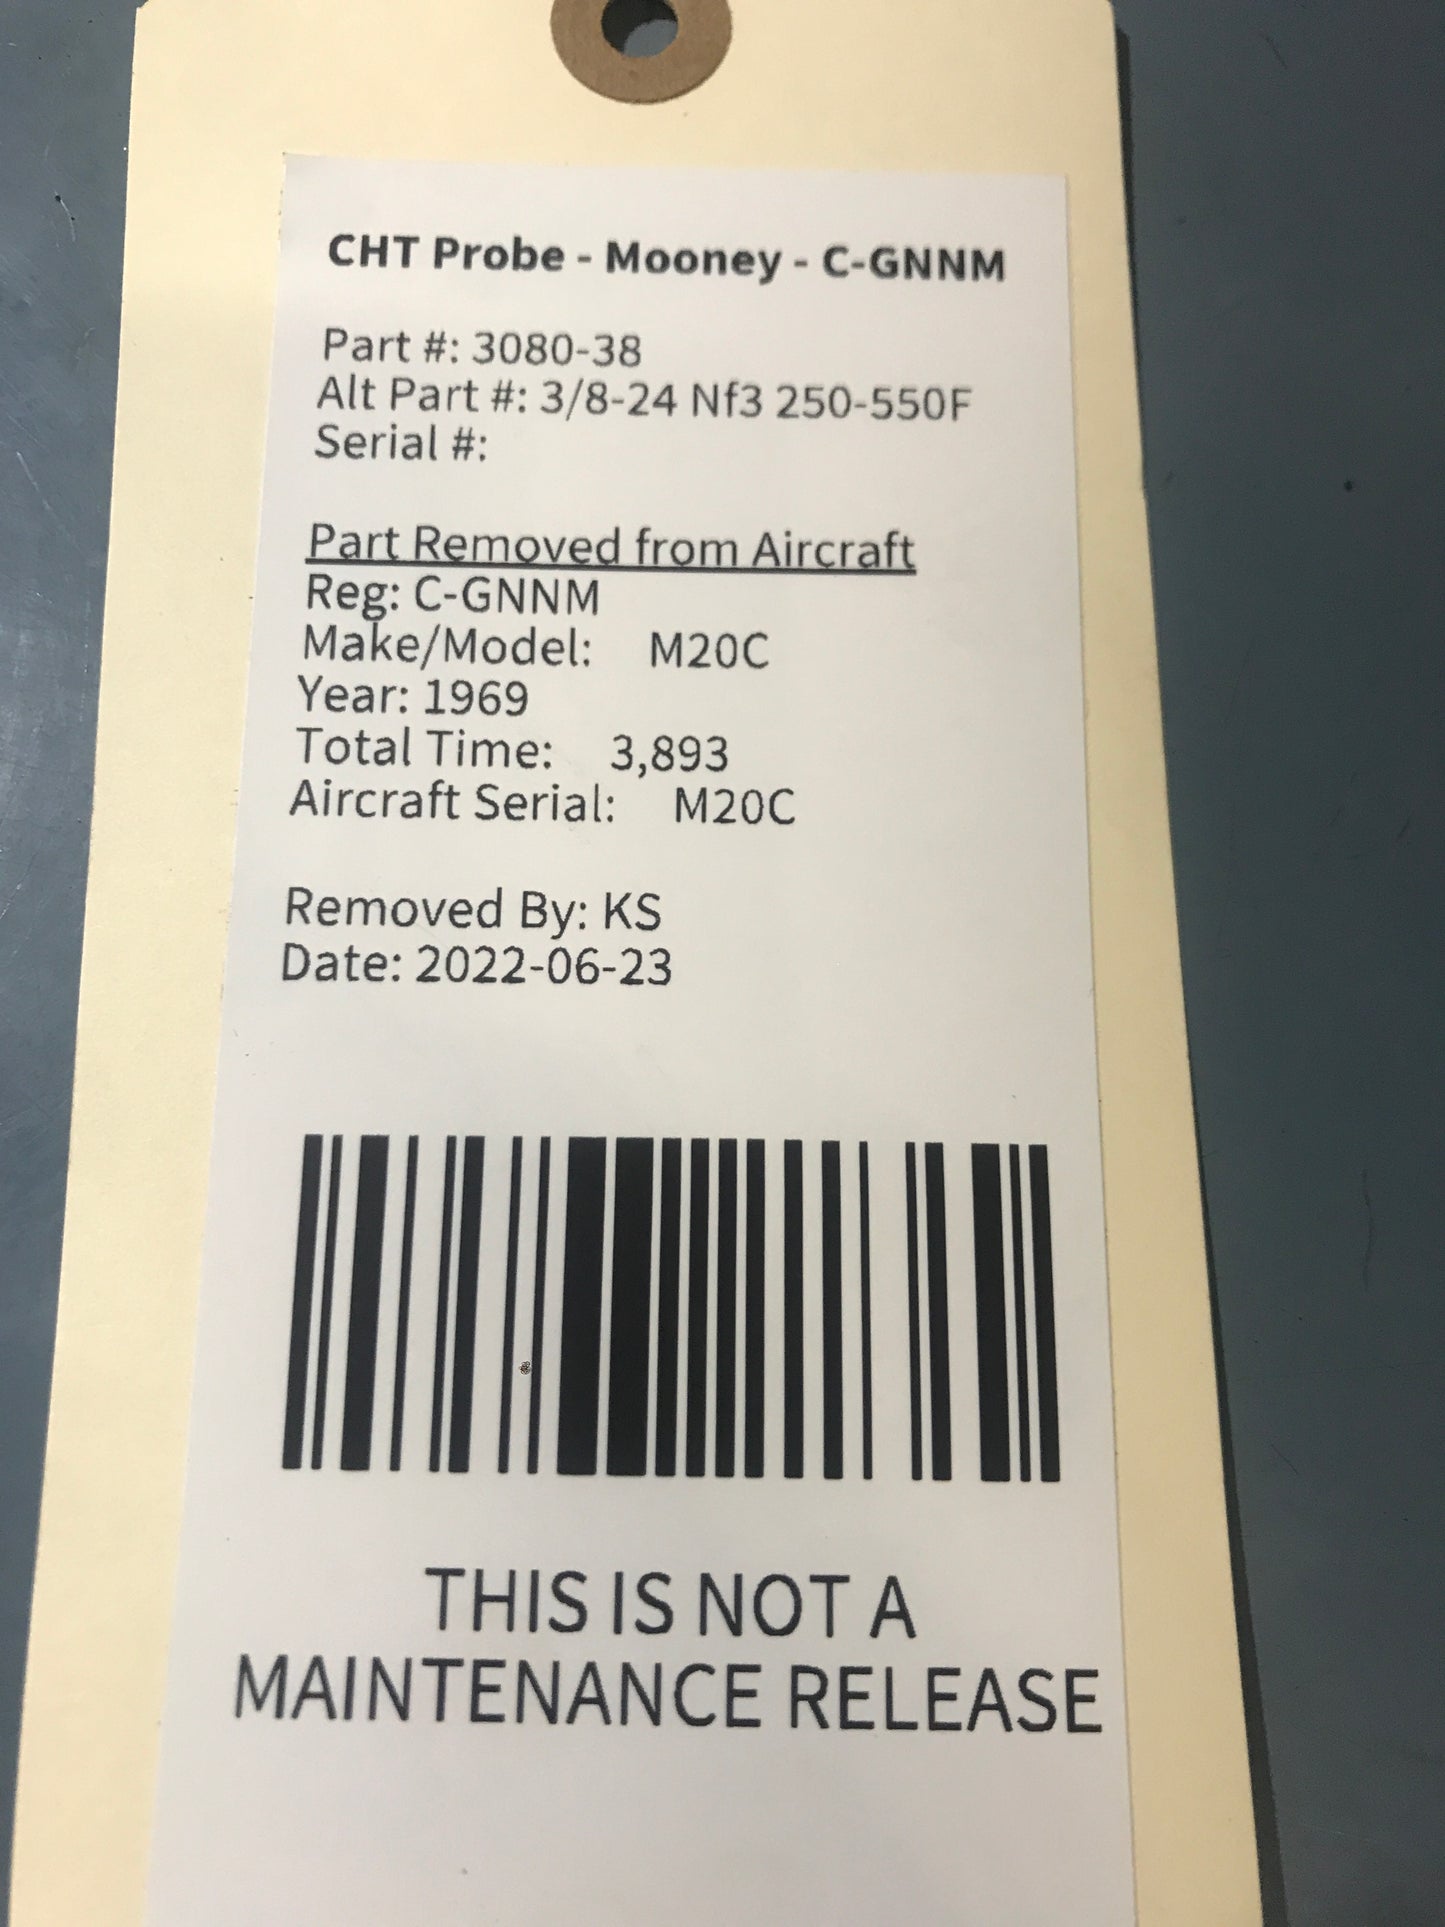 CHT Probe - Mooney - C-GNNM
Part #: 3080-38
Alt Part #: 3/8-24 Nf3 250-550F
Serial #:
Part Removed from Aircraft
Reg: C-GNNM
Make/Model: M20C
Year: 1969
Total Time: 3,893
Aircraft Serial: M20C
Removed By: KS
Date: 2022-06-23
THIS IS NOT A
MAINTENANCE RELEASE